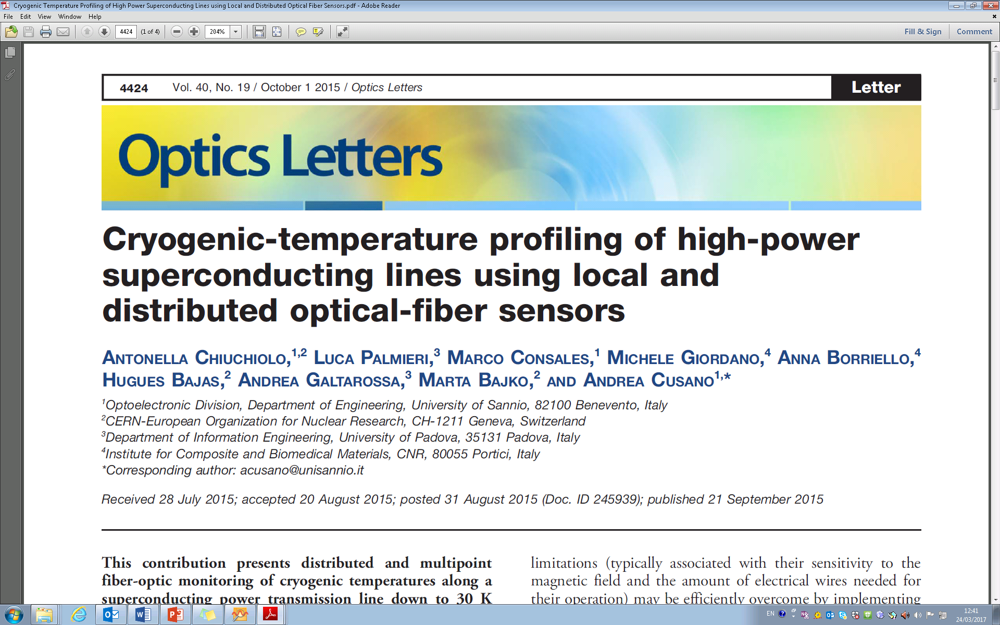 Cryogenic Temperature Profiling of High Power Superconducting Lines using Local and Distributed Optical Fiber Sensors.pdf - Adobe Reader
File Edit View Window Help
4424 (1 of 4) 204% Fill & Sign Comment
4424 Vol. 40, No. 19 / October 1 2015 / Optics Letters Letter
Optics Letters
Cryogenic-temperature profiling of high-power
superconducting lines using local and
distributed optical-fiber sensors
Antonella Chiuchiolo,1,2 Luca Palmieri,3 Marco Consales,1 Michele Giordano,4 Anna Borriello,4
Hugues Bajas,2 Andrea Galtarossa,3 Marta Bajko,2 and Andrea Cusano1,*
1Optoelectronic Division, Department of Engineering, University of Sannio, 82100 Benevento, Italy
2CERN-European Organization for Nuclear Research, CH-1211 Geneva, Switzerland
3Department of Information Engineering, University of Padova, 35131 Padova, Italy
4Institute for Composite and Biomedical Materials, CNR, 80055 Portici, Italy
*Corresponding author: acusano@unisannio.it
Received 28 July 2015; accepted 20 August 2015; posted 31 August 2015 (Doc. ID 245939); published 21 September 2015
This contribution presents distributed and multipoint
fiber-optic monitoring of cryogenic temperatures along a
superconducting power transmission line down to 30 K
limitations (typically associated with their sensitivity to the
magnetic field and the amount of electrical wires needed for
their operation) may be efficiently overcome by implementing
EN
12:41
24/03/2017